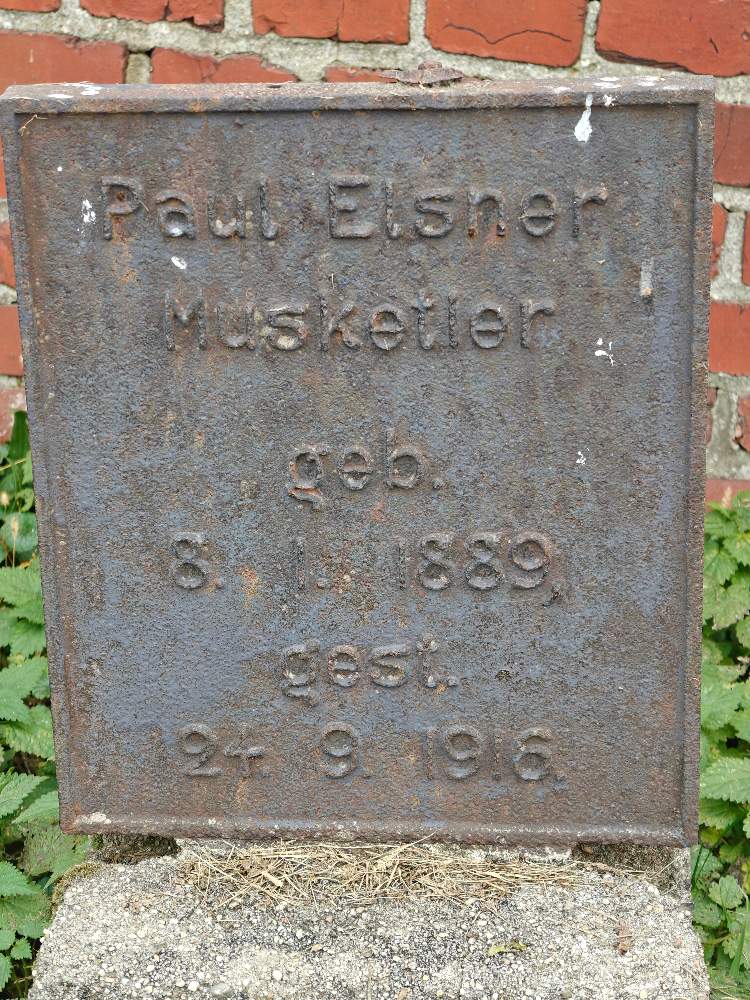 Paul Elsner
Musketier
geb.
8. 1. 1889,
gest.
24. 9. 1916.